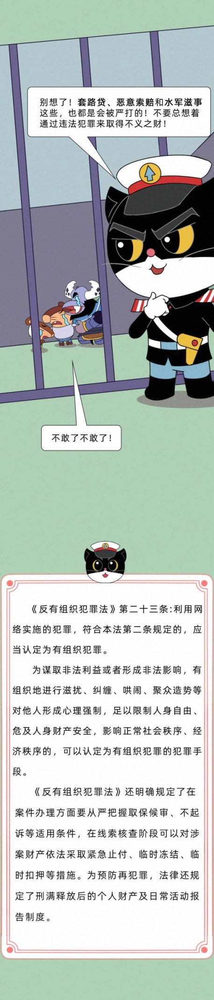 别想了！套路贷、恶意索赔和水军滋事
这些，也都是会被严打的！不要总想着
通过违法犯罪来取得不义之财！
不敢了不敢了！
《反有组织犯罪法》第二十三条:利用网
络实施的犯罪，符合本法第二条规定的，应
当认定为有组织犯罪。
为谋取非法利益或者形成非法影响，有
组织地进行滋扰、纠缠、哄闹、聚众造势等
对他人形成心理强制，足以限制人身自由、
危及人身财产安全，影响正常社会秩序、经
济秩序的，可以认定为有组织犯罪的犯罪手
段。
《反有组织犯罪法》还明确规定了在
案件办理方面要从严把握取保候审、不起
诉等适用条件，在线索核查阶段可以对涉
案财产依法采取紧急止付、临时冻结、临
时扣押等措施。为预防再犯罪，法律还规
定了刑满释放后的个人财产及日常活动报
告制度。